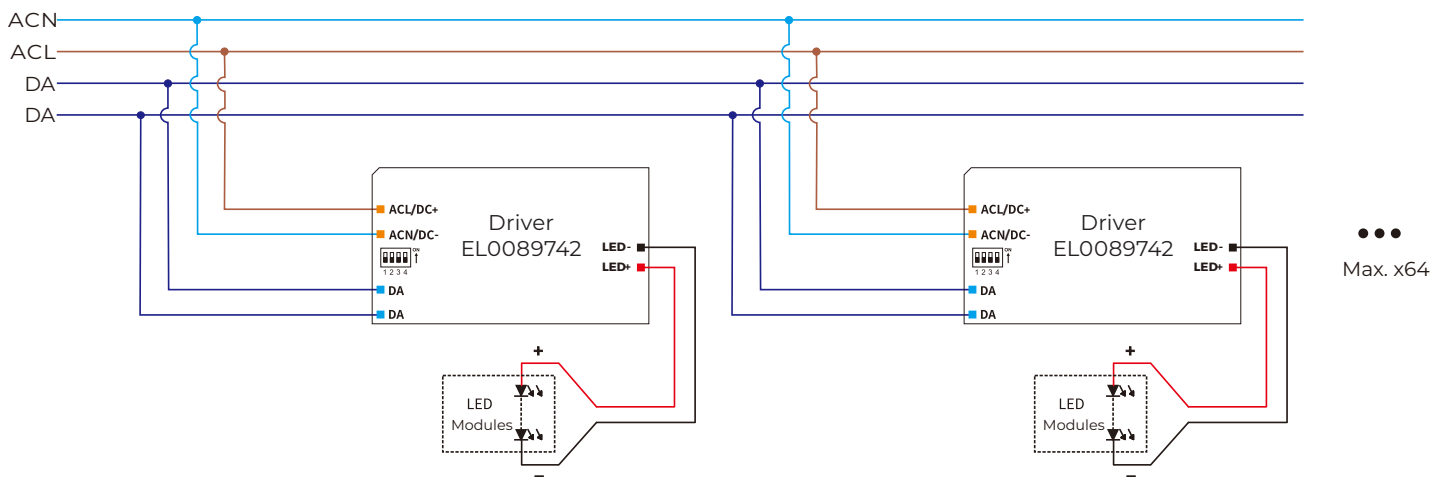 ACN
ACL
DA
DA
ACL/DC+
ACN/DC-
ON
1 2 3 4
DA
DA
Driver
EL0089742
LED-
LED+
+
LED
Modules
-
ACL/DC+
ACN/DC-
ON
1 2 3 4
DA
DA
Driver
EL0089742
LED-
LED+
+
LED
Modules
-
•••
Max. x64